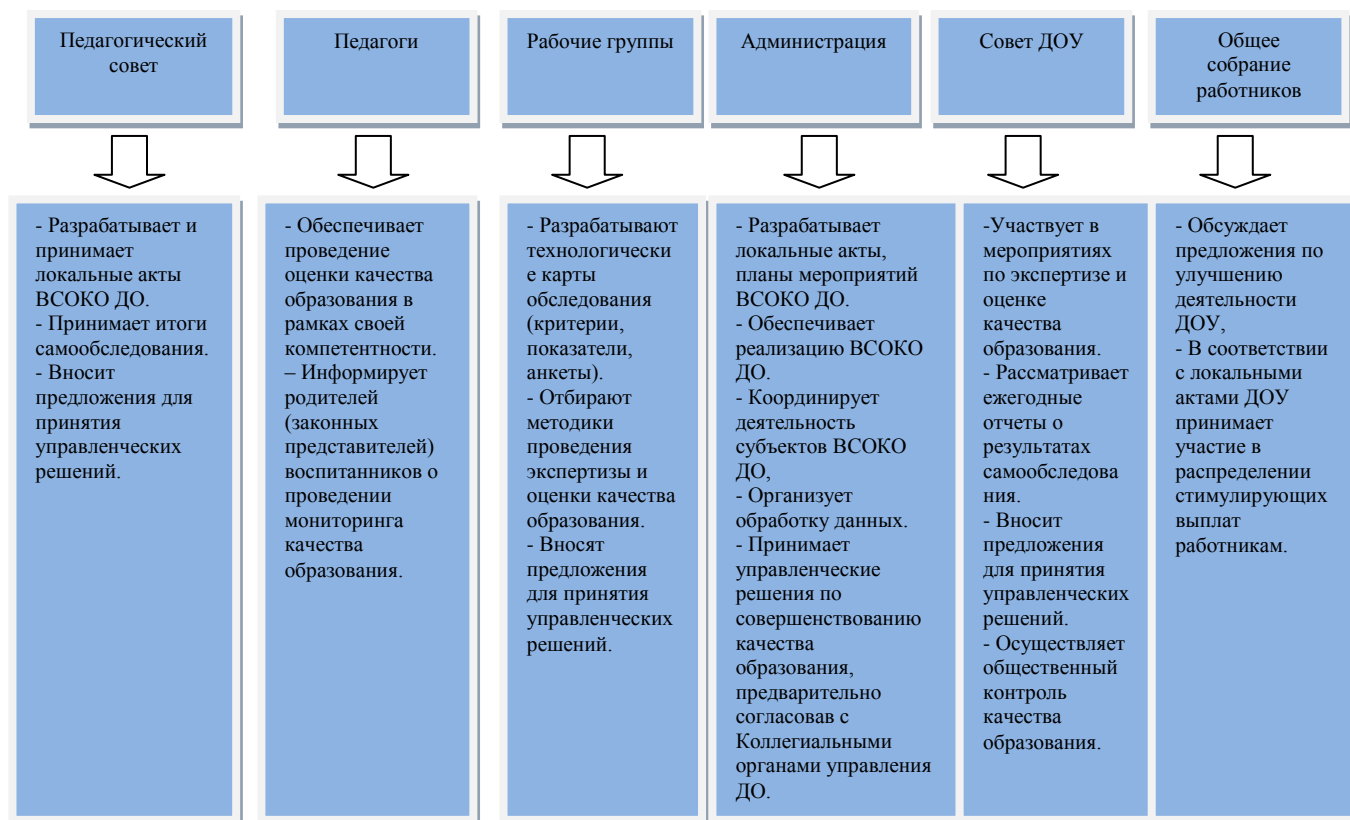 Педагогический
совет
Педагоги
Рабочие группы
Администрация
Совет ДОУ
Общее
собрание
работников
- Разрабатывает и
принимает
локальные акты
ВСОКО ДО.
- Принимает итоги
самообследования.
- Вносит
предложения для
принятия
управленческих
решений.
- Обеспечивает
проведение
оценки качества
образования в
рамках своей
компетентности.
– Информирует
родителей
(законных
представителей)
воспитанников о
проведении
мониторинга
качества
образования.
- Разрабатывают
технологически
е карты
обследования
(критерии,
показатели,
анкеты).
- Отбирают
методики
проведения
экспертизы и
оценки качества
образования.
- Вносят
предложения
для принятия
управленческих
решений.
- Разрабатывает
локальные акты,
планы мероприятий
ВСОКО ДО.
- Обеспечивает
реализацию ВСОКО
ДО.
- Координирует
деятельность
субъектов ВСОКО
ДО,
- Организует
обработку данных.
- Принимает
управленческие
решения по
совершенствованию
качества
образования,
предварительно
согласовав с
Коллегиальными
органами управления
ДО.
-Участвует в
мероприятиях
по экспертизе и
оценке
качества
образования.
- Рассматривает
ежегодные
отчеты о
результатах
самообследова
ния.
- Вносит
предложения
для принятия
управленческих
решений.
- Осуществляет
общественный
контроль
качества
образования.
- Обсуждает
предложения по
улучшению
деятельности
ДОУ,
- В соответствии
с локальными
актами ДОУ
принимает
участие в
распределении
стимулирующих
выплат
работникам.